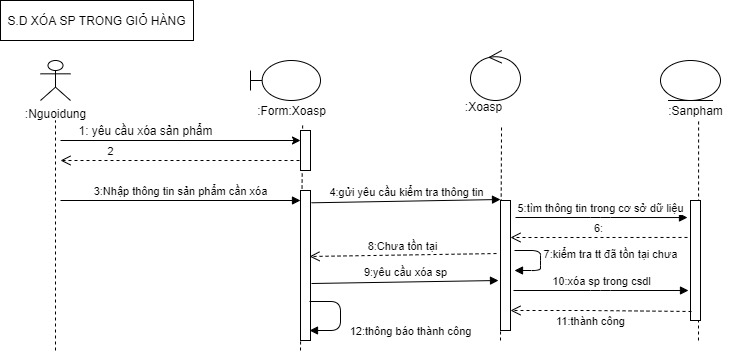 S.D XÓA SP TRONG GIỎ HÀNG
:Nguoidung
:Form:Xoasp
:Xoasp
:Sanpham
1: yêu cầu xóa sản phẩm
2
3:Nhập thông tin sản phẩm cần xóa
4:gửi yêu cầu kiểm tra thông tin
5:tìm thông tin trong cơ sở dữ liệu
6:
7:kiểm tra tt đã tồn tại chưa
8:Chưa tồn tại
9:yêu cầu xóa sp
10:xóa sp trong csdl
11:thành công
12:thông báo thành công